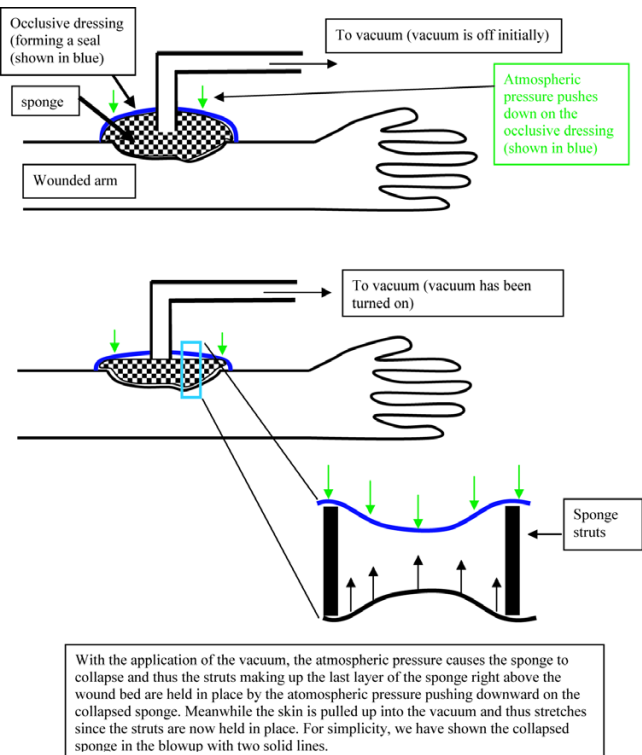 Occlusive dressing
(forming a seal
(shown in blue)
To vacuum (vacuum is off initially)
sponge
Atmospheric
pressure pushes
down on the
occlusive dressing
(shown in blue)
Wounded arm
To vacuum (vacuum has been
turned on)
Sponge
struts
With the application of the vacuum, the atmospheric pressure causes the sponge to
collapse and thus the struts making up the last layer of the sponge right above the
wound bed are held in place by the atomospheric pressure pushing downward on the
collapsed sponge. Meanwhile the skin is pulled up into the vacuum and thus stretches
since the struts are now held in place. For simplicity, we have shown the collapsed
sponge in the blowup with two solid lines.